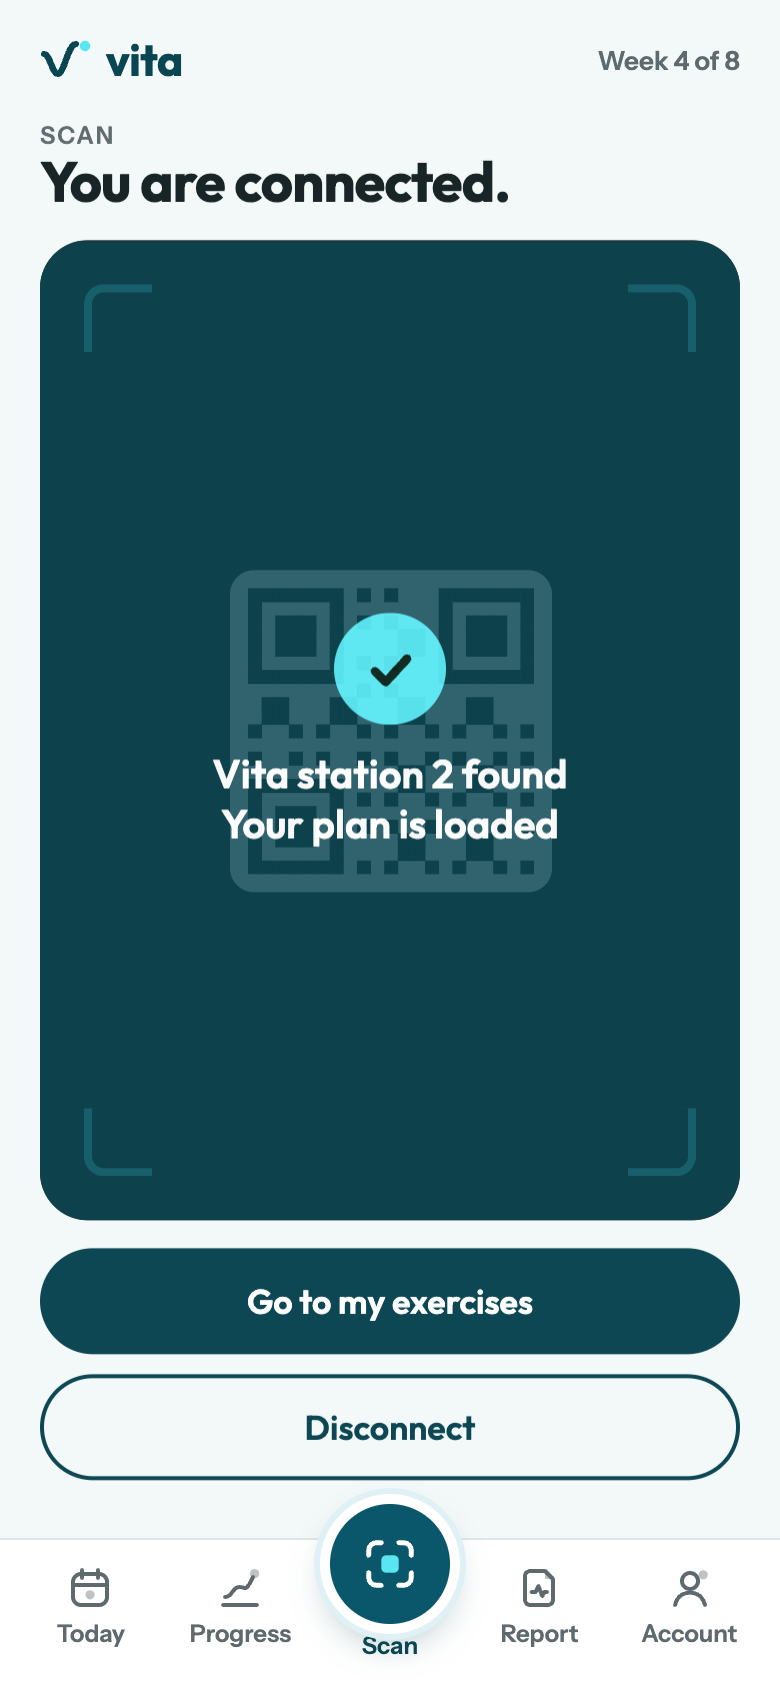 vita
Week 4 of 8
SCAN
You are connected.
Vita station 2 found
Your plan is loaded
Go to my exercises
Disconnect
Today
Progress
Scan
Report
Account